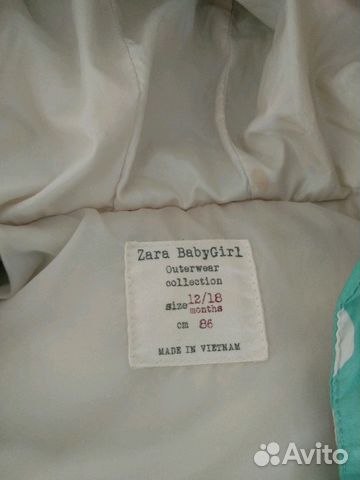 Zara BabyGirl
Outerwear
collection
size 12/18
months
cm 86
MADE IN VIETNAM
Avito